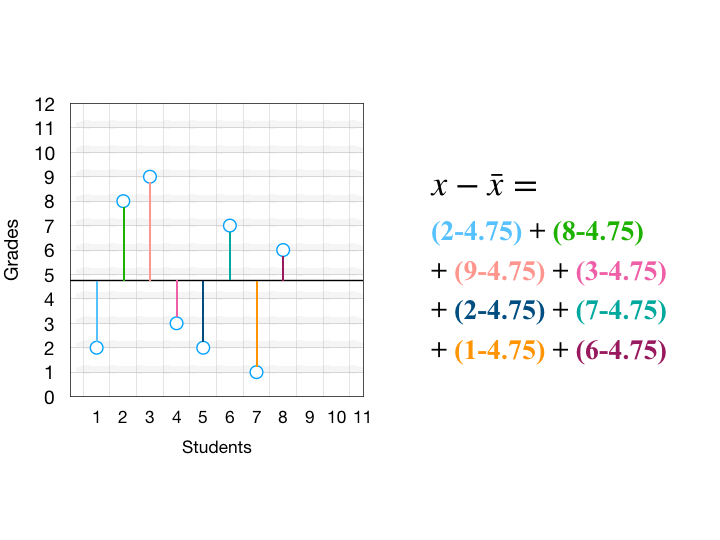 12
11
10
9
8
7
6
5
4
3
2
1
0
Grades
1 2 3 4 5 6 7 8 9 10 11
Students
x − x̄ =
(2-4.75) + (8-4.75)
+ (9-4.75) + (3-4.75)
+ (2-4.75) + (7-4.75)
+ (1-4.75) + (6-4.75)